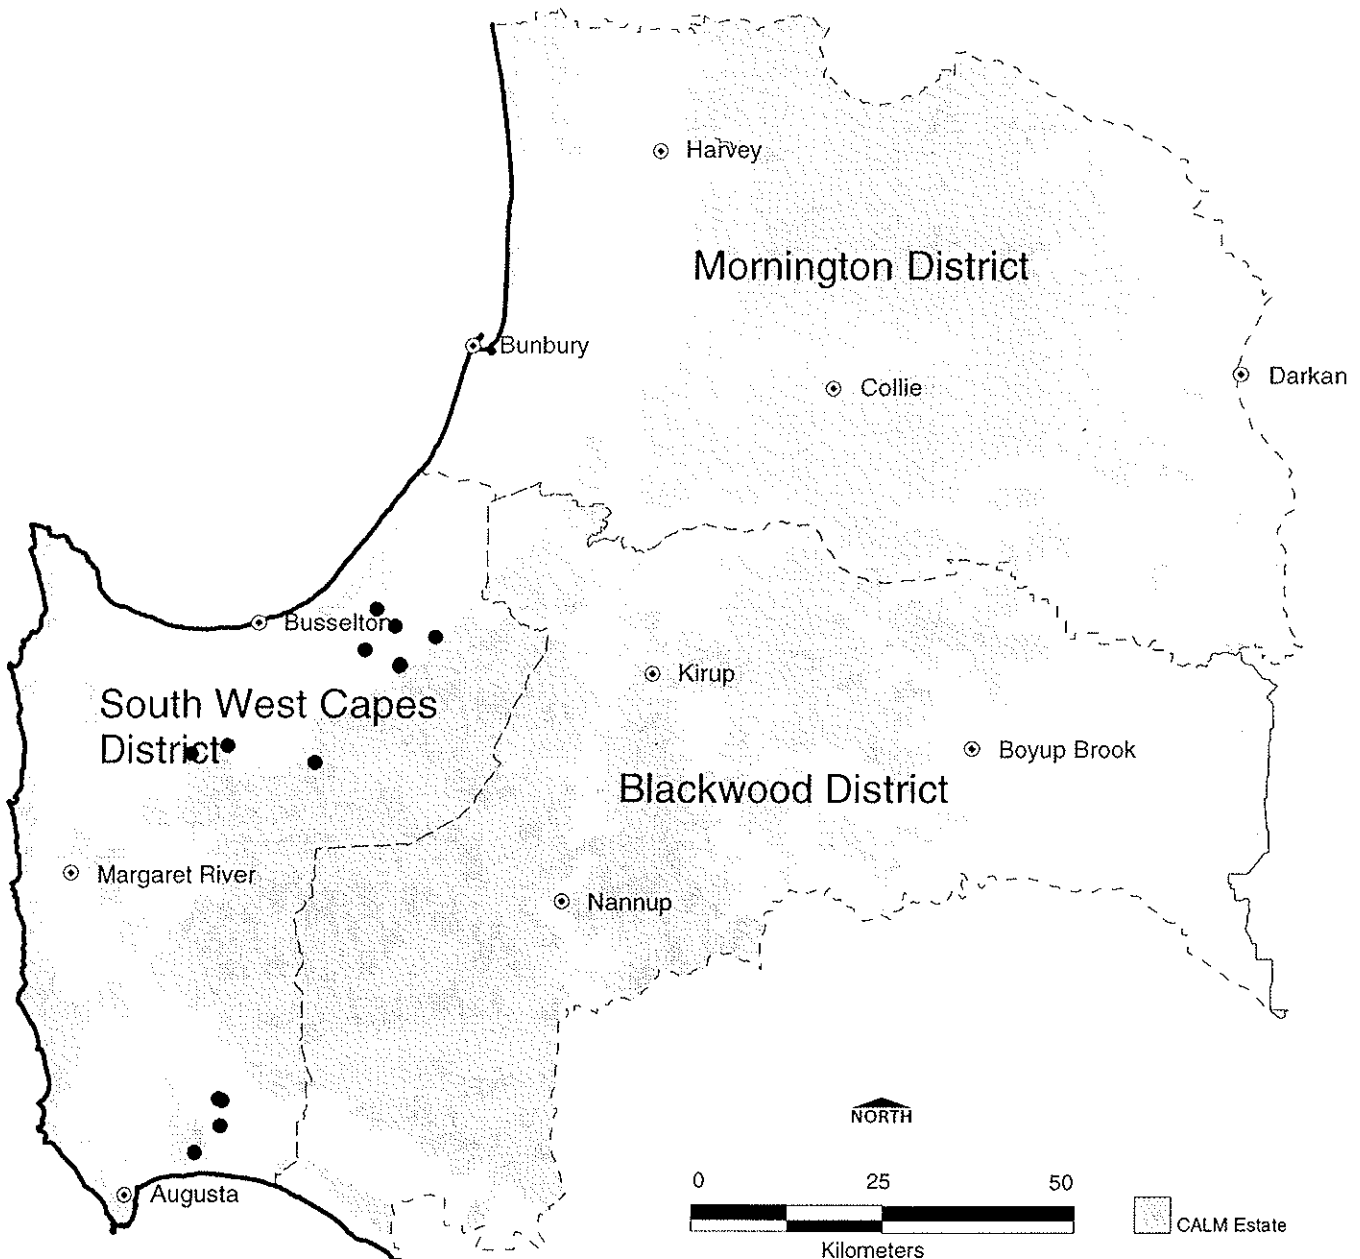 Harvey
Mornington District
Bunbury
Darkan
Collie
Busselton
Kirup
South West Capes
District
Boyup Brook
Blackwood District
Margaret River
Nannup
NORTH
0 25 50
Augusta
CALM Estate
Kilometers